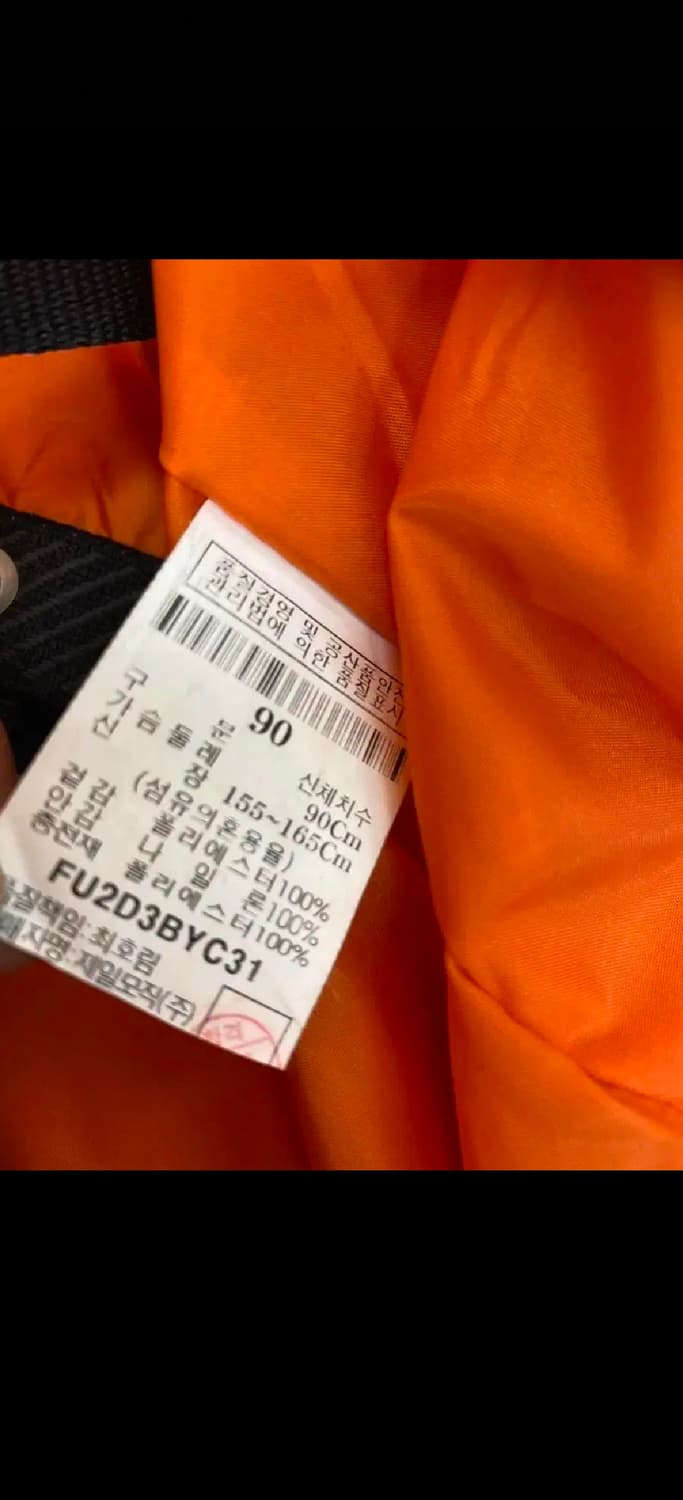 품질경영 및 공산품안전
관리법에 의한 품질표시
구 분 90 신체치수
가슴둘레 90Cm
신 장 155~165Cm
(섬유의혼용율)
겉감 폴리에스터100%
안감 나 일 론100%
충전재 폴리에스터100%
FU2D3BYC31
질책임: 최호림
자명: 제일모직(주)